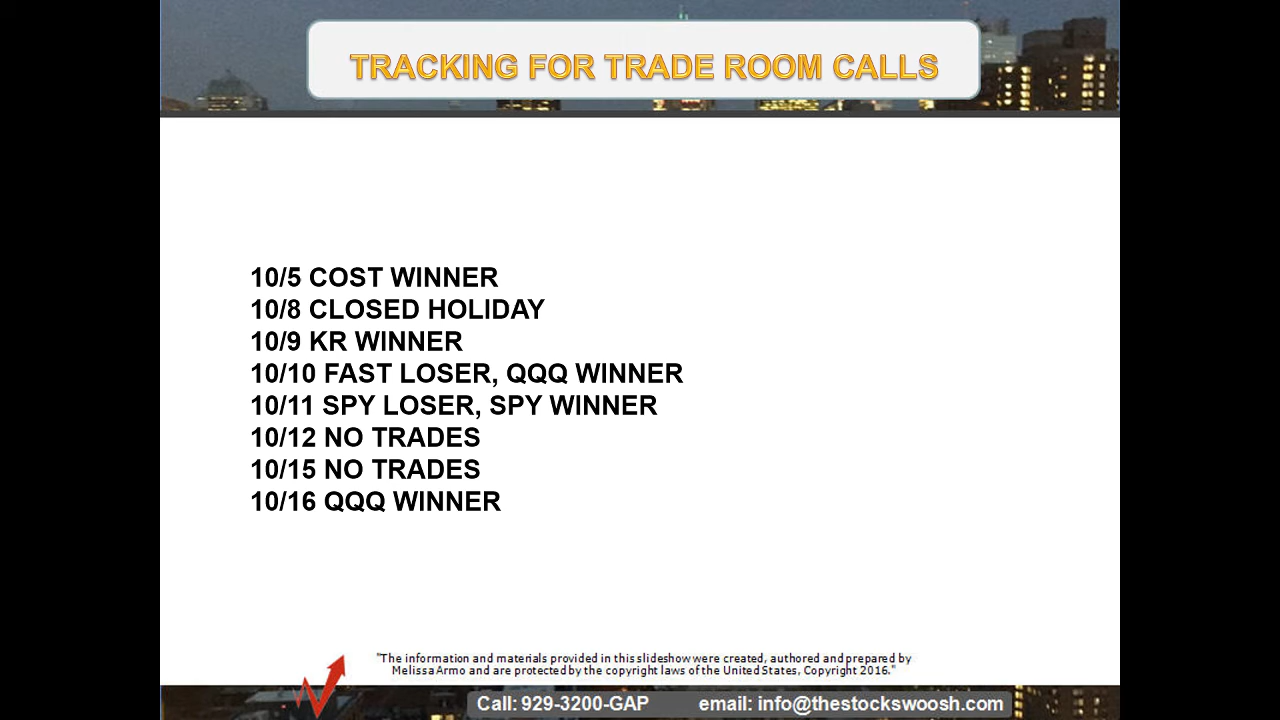 TRACKING FOR TRADE ROOM CALLS
10/5 COST WINNER
10/8 CLOSED HOLIDAY
10/9 KR WINNER
10/10 FAST LOSER, QQQ WINNER
10/11 SPY LOSER, SPY WINNER
10/12 NO TRADES
10/15 NO TRADES
10/16 QQQ WINNER
"The information and materials provided in this slideshow were created, authored and prepared by
Melissa Armo and are protected by the copyright laws of the United States, Copyright 2016."
Call: 929-3200-GAP email: info@thestockswoosh.com